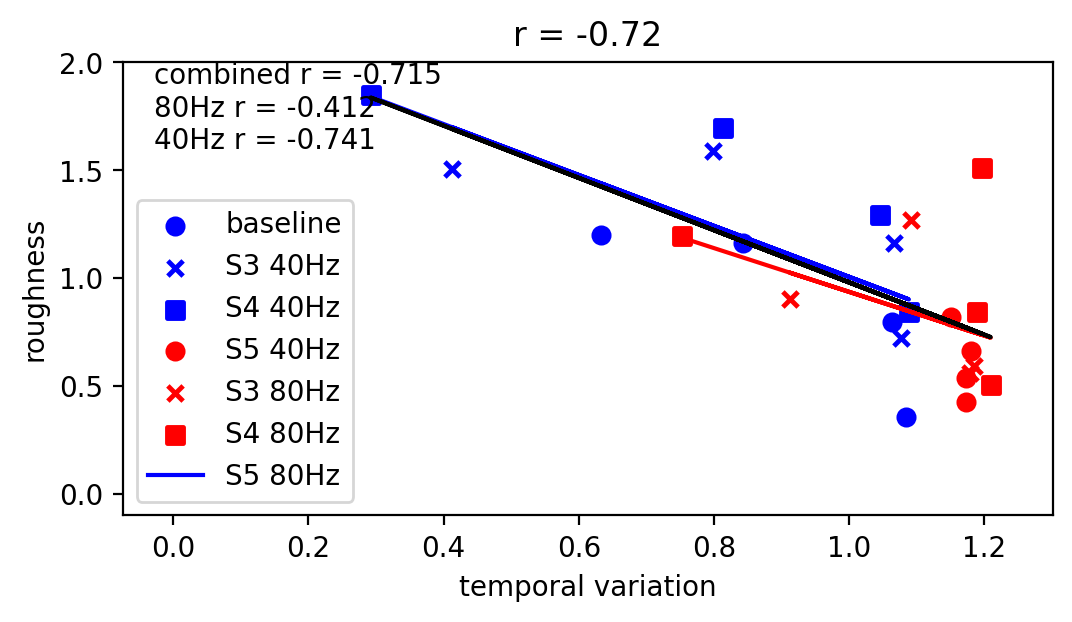 r = -0.72
combined r = -0.715
80Hz r = -0.412
40Hz r = -0.741
roughness
2.0
1.5
1.0
0.5
0.0
baseline
S3 40Hz
S4 40Hz
S5 40Hz
S3 80Hz
S4 80Hz
S5 80Hz
0.0 0.2 0.4 0.6 0.8 1.0 1.2
temporal variation